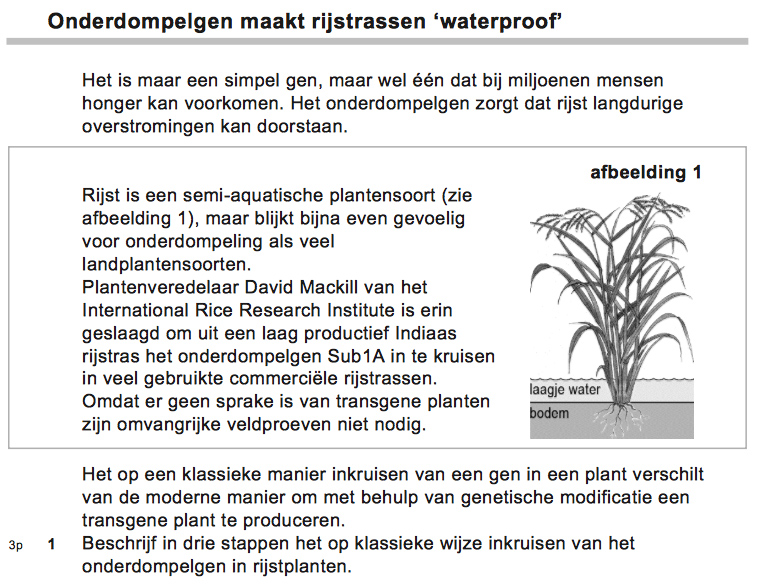 Onderdompelgen maakt rijstrassen ‘waterproof’
Het is maar een simpel gen, maar wel één dat bij miljoenen mensen
honger kan voorkomen. Het onderdompelgen zorgt dat rijst langdurige
overstromingen kan doorstaan.
afbeelding 1
Rijst is een semi-aquatische plantensoort (zie
afbeelding 1), maar blijkt bijna even gevoelig
voor onderdompeling als veel
landplantensoorten.
Plantenveredelaar David Mackill van het
International Rice Research Institute is erin
geslaagd om uit een laag productief Indiaas
rijstras het onderdompelgen Sub1A in te kruisen
in veel gebruikte commerciële rijstrassen.
Omdat er geen sprake is van transgene planten
zijn omvangrijke veldproeven niet nodig.
laagje water
bodem
Het op een klassieke manier inkruisen van een gen in een plant verschilt
van de moderne manier om met behulp van genetische modificatie een
transgene plant te produceren.
3p 1 Beschrijf in drie stappen het op klassieke wijze inkruisen van het
onderdompelgen in rijstplanten.